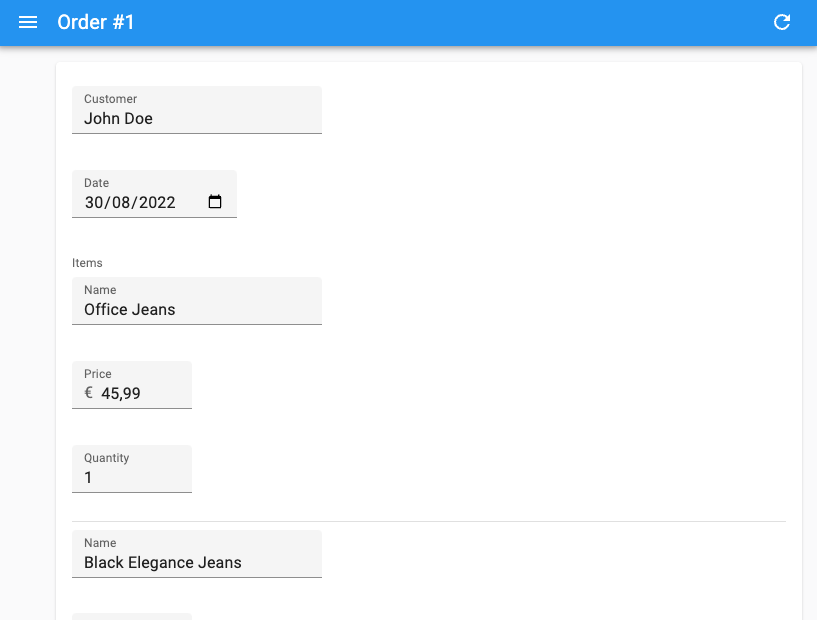 Order #1
Customer
John Doe
Date
30/08/2022
Items
Name
Office Jeans
Price
€ 45,99
Quantity
1
Name
Black Elegance Jeans